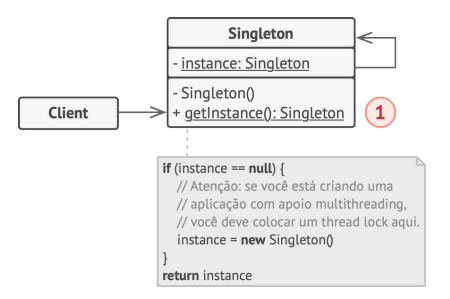 Singleton
- instance: Singleton
- Singleton()
+ getInstance(): Singleton
Client
1
if (instance == null) {
// Atenção: se você está criando uma
// aplicação com apoio multithreading,
// você deve colocar um thread lock aqui.
instance = new Singleton()
}
return instance